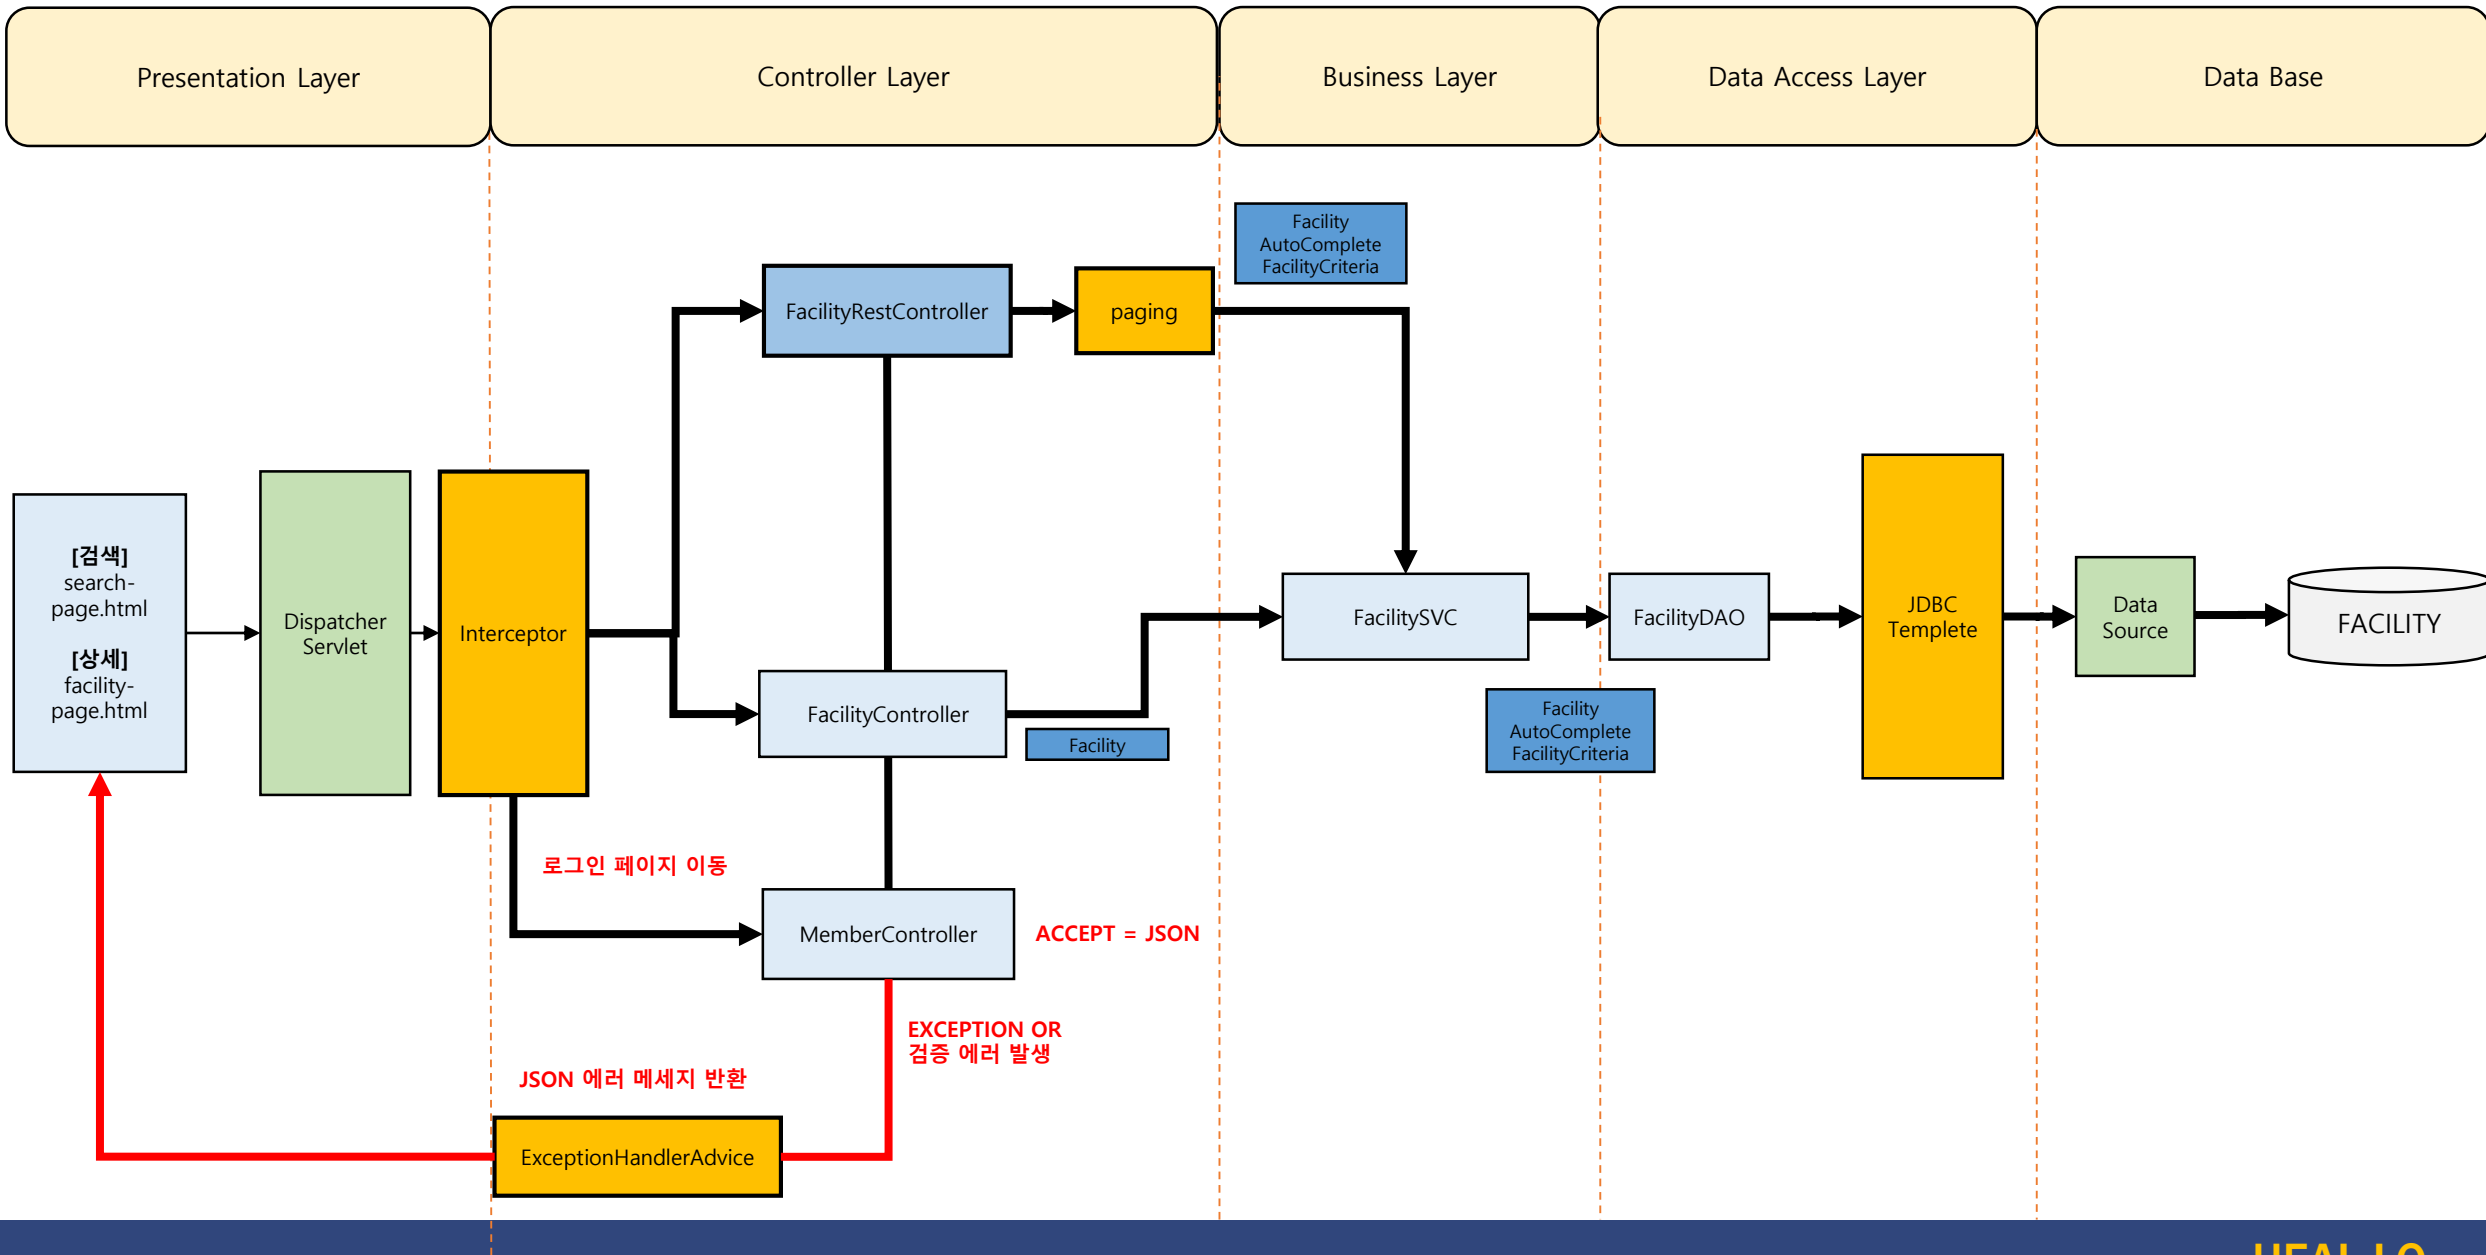 Presentation Layer
Controller Layer
Business Layer
Data Access Layer
Data Base
Facility
AutoComplete
FacilityCriteria
FacilityRestController
paging
[검색]
search-
page.html
[상세]
facility-
page.html
Dispatcher
Servlet
Interceptor
FacilityController
Facility
FacilitySVC
FacilityDAO
Facility
AutoComplete
FacilityCriteria
JDBC
Templete
Data
Source
FACILITY
로그인 페이지 이동
MemberController
ACCEPT = JSON
EXCEPTION OR
검증 에러 발생
JSON 에러 메세지 반환
ExceptionHandlerAdvice